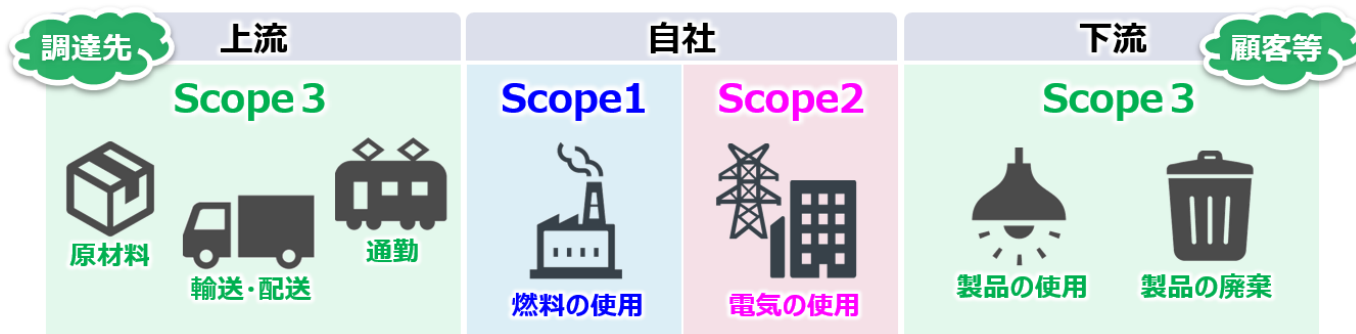 調達先
上流
自社
下流
顧客等
Scope3
Scope1
Scope2
Scope3
原材料
輸送・配送
通勤
燃料の使用
電気の使用
製品の使用
製品の廃棄